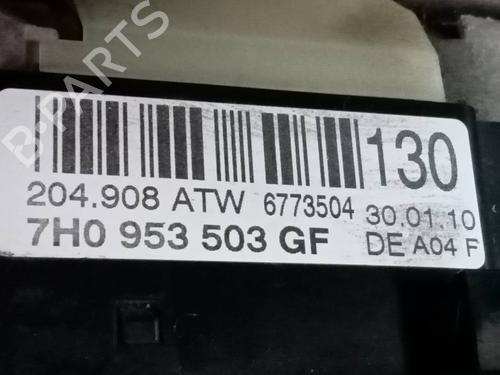 130
204.908 ATW 6773504 30.01.10
7H0 953 503 GF DE A04 F
B-PARTS